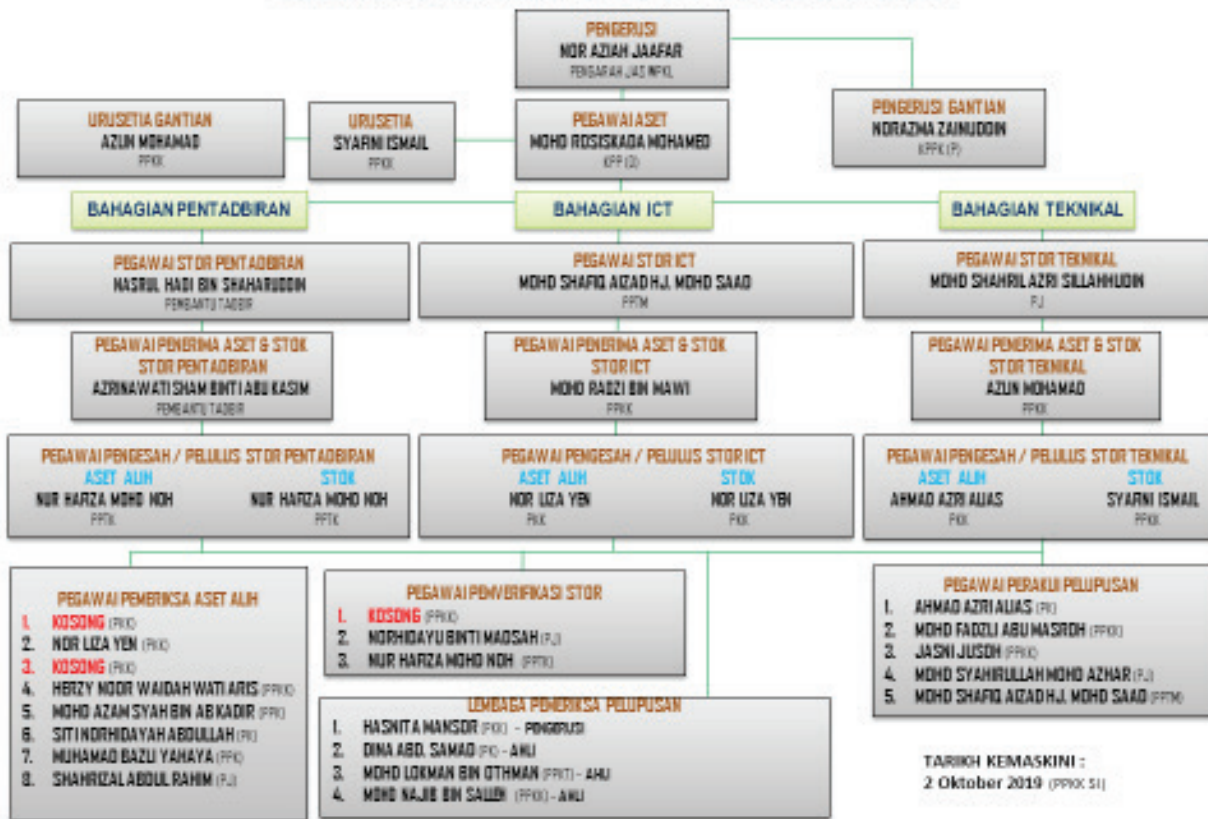 PENGERUSI
NOR AZIAH JAAFAR
PENGARAH JAS WPKL
PENGERUSI GANTIAN
NORAZMA ZAINUDDIN
KPPK (P)
URUSETIA GANTIAN
AZLIN MOHAMAD
PPKK
URUSETIA
SYAFNI ISMAIL
PPKK
PEGAWAI ASET
MOHD ROSISKADA MOHAMED
BAHAGIAN PENTADBIRAN
BAHAGIAN ICT
BAHAGIAN TEKNIKAL
PEGAWAI STOR PENTADBIRAN
NASRUL HADI BIN SHAHARUDDIN
PEMBANTU TADBIR
PEGAWAI STOR ICT
MOHD SHAFIQ AIZAD HJ. MOHD SAAD
PPTM
PEGAWAI STOR TEKNIKAL
MOHD SHAHRIL AZRI SILLAHHUDIN
PJ
PEGAWAI PENERIMA ASET & STOK
STOR PENTADBIRAN
AZRINAWATI SHAM BINTI ABU KASIM
PEMBANTU TADBIR
PEGAWAI PENERIMA ASET & STOK
STOR ICT
MOHD RADZI BIN MAWI
PPKK
PEGAWAI PENERIMA ASET & STOK
STOR TEKNIKAL
AZLIN MOHAMAD
PPKK
PEGAWAI PENGESAH / PELULUS STOR PENTADBIRAN
ASET ALIH STOK
NUR HAFIZA MOHD NOH NUR HAFIZA MOHD NOH
PPTK PPTK
PEGAWAI PENGESAH / PELULUS STOR ICT
ASET ALIH STOK
NOR LIZA YEN NOR LIZA YEN
PKK PKK
PEGAWAI PENGESAH / PELULUS STOR TEKNIKAL
ASET ALIH STOK
AHMAD AZRI ALIAS SYAFNI ISMAIL
PKK PPKK
PEGAWAI PEMERIKSA ASET ALIH
1. KOSONG (PKK)
2. NOR LIZA YEN (PKK)
3. KOSONG (PKK)
4. HERZY NOOR WAIDAH WATI ARIS (PPKK)
5. MOHD AZAM SYAH BIN AB KADIR (PPK)
6. SITI NORHIDAYAH ABDULLAH (PK)
7. MUHAMAD BAZLI YAHAYA (PPK)
8. SHAHRIZAL ABDUL RAHIM (PJ)
PEGAWAI PEMVERIFIKASI STOR
1. KOSONG (PPKK)
2. NORHIDAYU BINTI MADSAH (PJ)
3. NUR HAFIZA MOHD NOH (PPTK)
LEMBAGA PEMERIKSA PELUPUSAN
1. HASNITA MANSOR (PKK) - PENGERUSI
2. DINA ABD. SAMAD (PK) - AHLI
3. MOHD LOKMAN BIN OTHMAN (PPKT) - AHLI
4. MOHD NAJIB BIN SALLEH (PPKK) - AHLI
PEGAWAI PERAKUI PELUPUSAN
1. AHMAD AZRI ALIAS (PK)
2. MOHD FADZLI ABU MASROH (PPKK)
3. JASNI JUSOH (PPKK)
4. MOHD SYAHIRULLAH MOHD AZHAR (PJ)
5. MOHD SHAFIQ AIZAD HJ. MOHD SAAD (PPTM)
TARIKH KEMASKINI :
2 Oktober 2019 (PPKK SI)